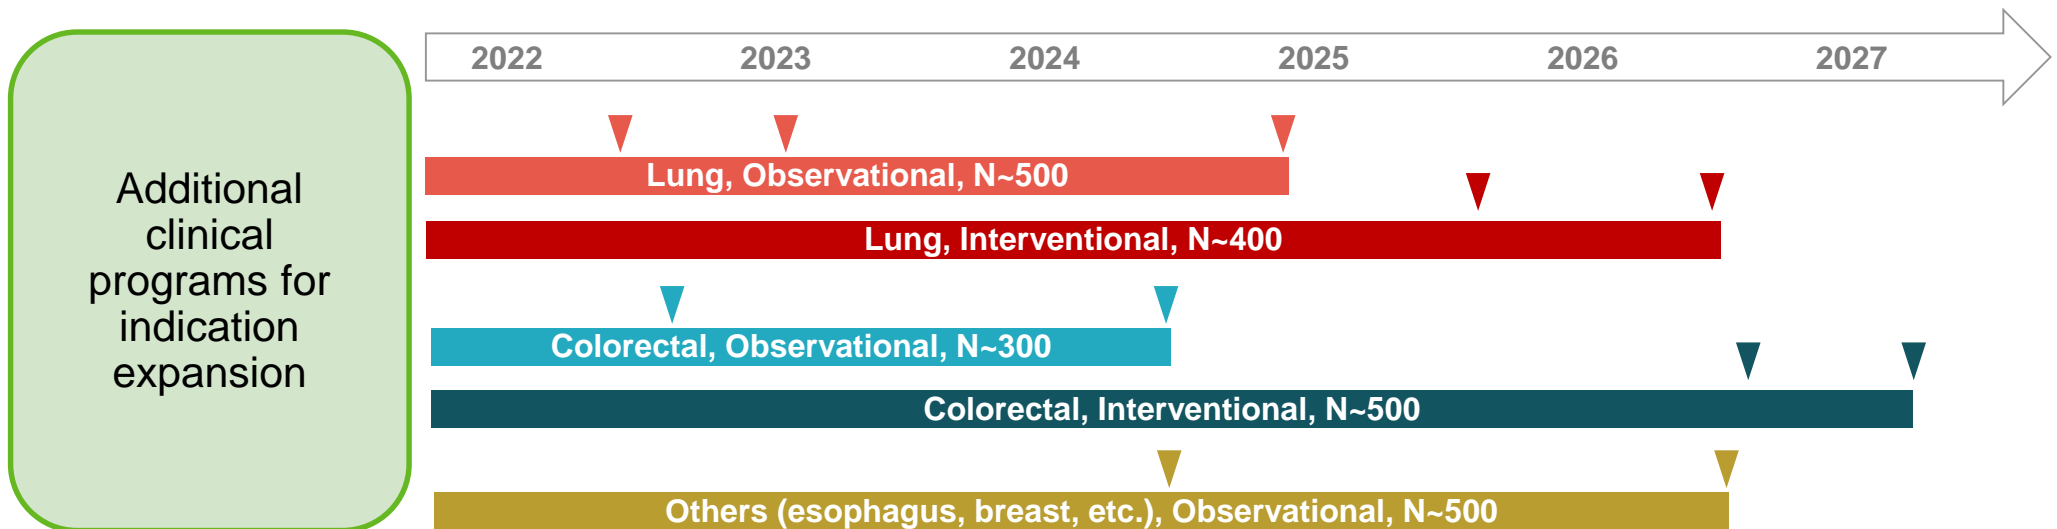 2022 2023 2024 2025 2026 2027
Additional
clinical
programs for
indication
expansion
Lung, Observational, N~500
Lung, Interventional, N~400
Colorectal, Observational, N~300
Colorectal, Interventional, N~500
Others (esophagus, breast, etc.), Observational, N~500